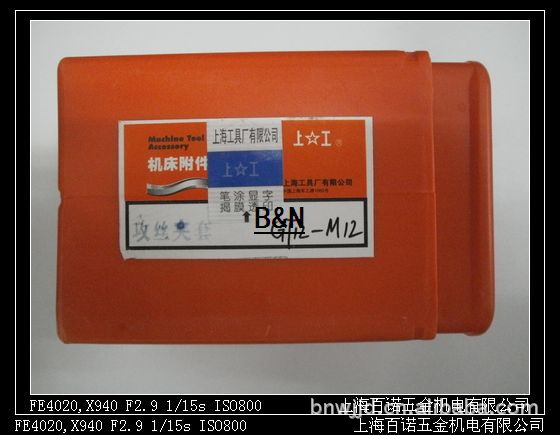 Machine Tool
Accessory
机床附件
上海工具厂有限公司
上☆工
上☆工®
上海工具厂有限公司
笔涂显字
揭膜透印
B&N
攻丝夹套
G12-M12
FE4020,X940 F2.9 1/15s ISO800
上海百诺五金机电有限公司
FE4020,X940 F2.9 1/15s ISO800
上海百诺五金机电有限公司